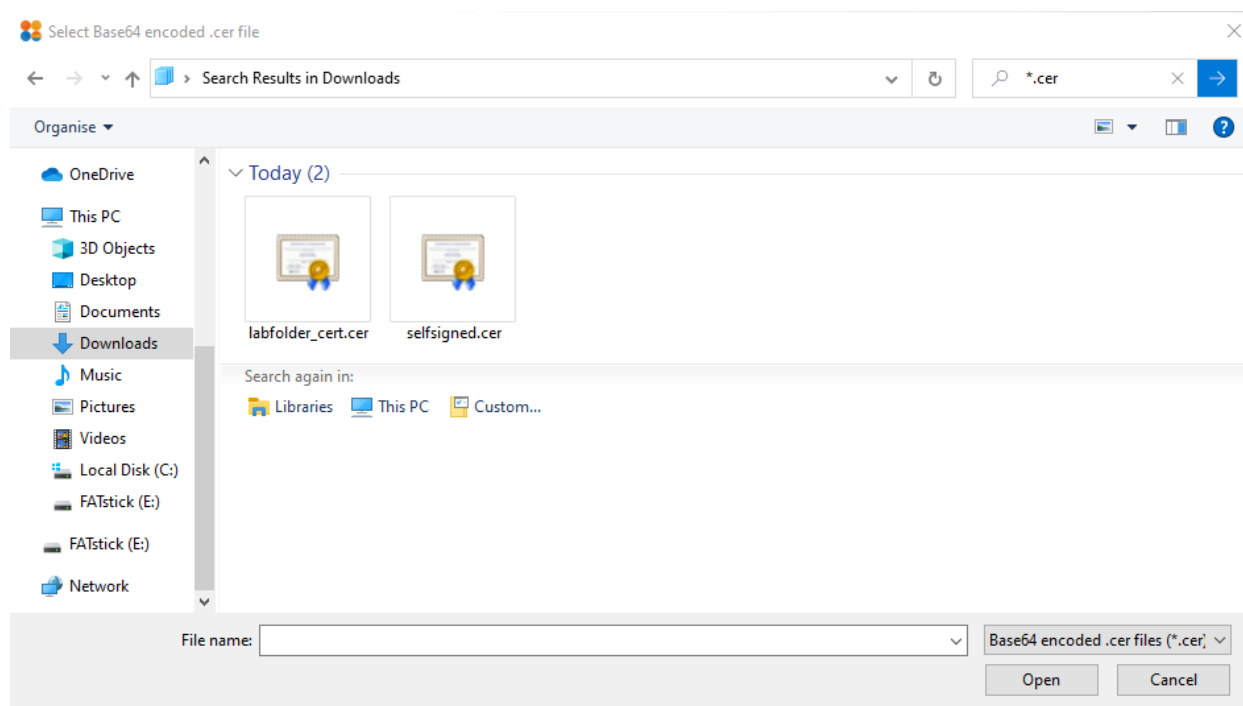 Select Base64 encoded .cer file
Search Results in Downloads
*.cer
Organise
OneDrive
This PC
3D Objects
Desktop
Documents
Downloads
Music
Pictures
Videos
Local Disk (C:)
FATstick (E:)
FATstick (E:)
Network
Today (2)
labfolder_cert.cer
selfsigned.cer
Search again in:
Libraries
This PC
Custom...
File name:
Base64 encoded .cer files (*.cer)
Open
Cancel